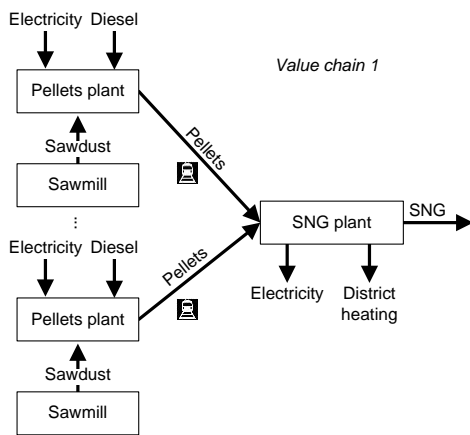 Electricity Diesel
Value chain 1
Pellets plant
Pellets
Sawdust
Sawmill
...
SNG plant
SNG
Electricity Diesel
Pellets
Electricity
District
heating
Pellets plant
Sawdust
Sawmill